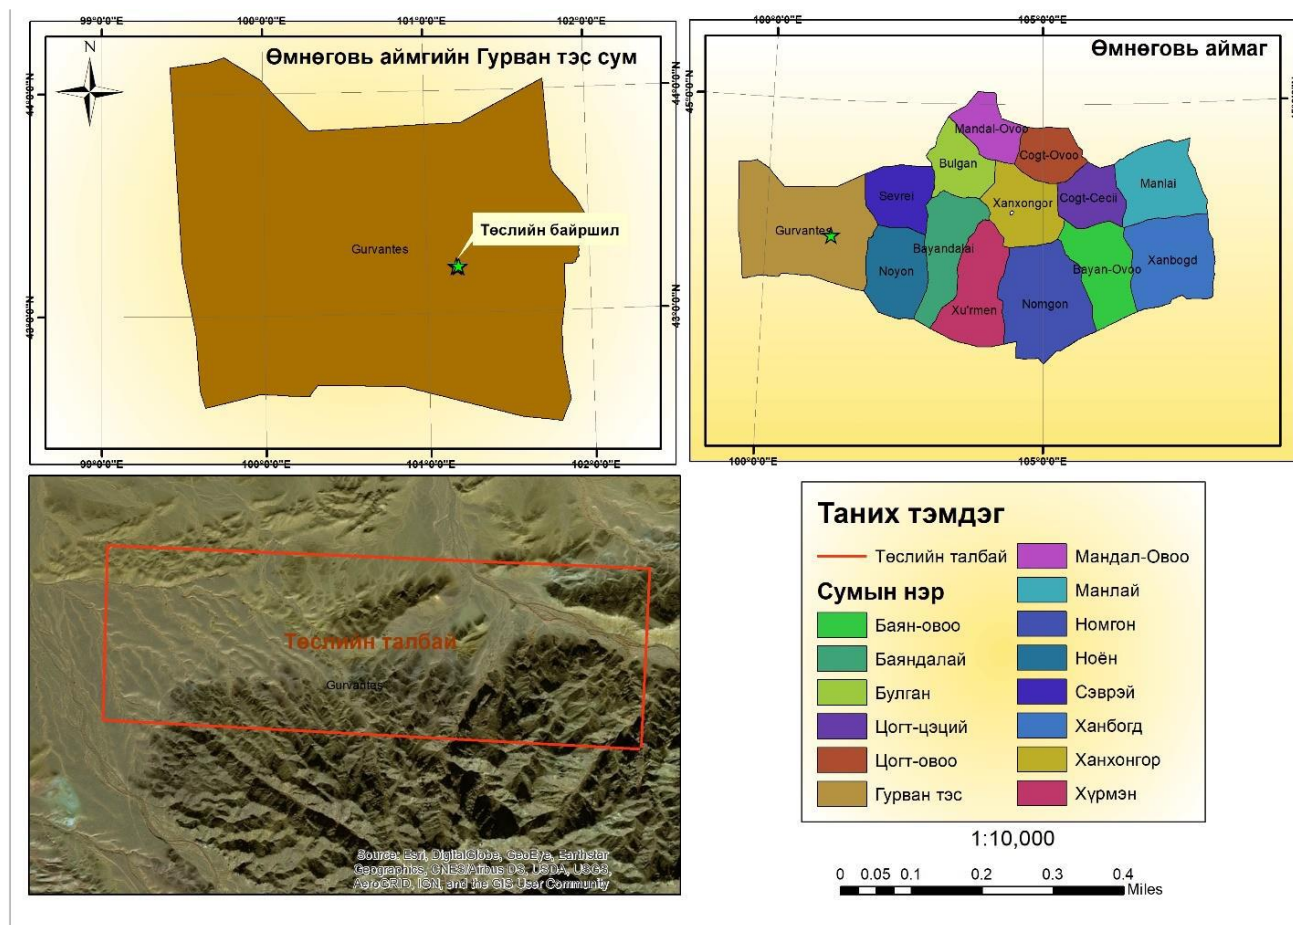 99°0'0"E 100°0'0"E 101°0'0"E 102°0'0"E
N
Өмнөговь аймгийн Гурван тэс сум
44°0'0"N
44°0'0"N
Төслийн байршил
Gurvantes
43°0'0"N
43°0'0"N
99°0'0"E 100°0'0"E 101°0'0"E 102°0'0"E
100°0'0"E 105°0'0"E
Өмнөговь аймаг
45°0'0"N
Mandal-Ovoo
Cogt-Ovoo
Bulgan
Manlai
Sevrei
Xanxongor
Cogt-Cecii
Gurvantes
Bayandalai
Xanbogd
Noyon
Bayan-Ovoo
Xu'rmen
Nomgon
100°0'0"E 105°0'0"E
Төслийн талбай
Gurvantes
Source: Esri, DigitalGlobe, GeoEye, Earthstar
Geographics, CNES/Airbus DS, USDA, USGS,
AeroGRID, IGN, and the GIS User Community
Таних тэмдэг
Төслийн талбай
Сумын нэр
Баян-овоо
Баяндалай
Булган
Цогт-цэций
Цогт-овоо
Гурван тэс
Мандал-Овоо
Манлай
Номгон
Ноён
Сэврэй
Ханбогд
Ханхонгор
Хүрмэн
1:10,000
0 0.05 0.1 0.2 0.3 0.4
Miles